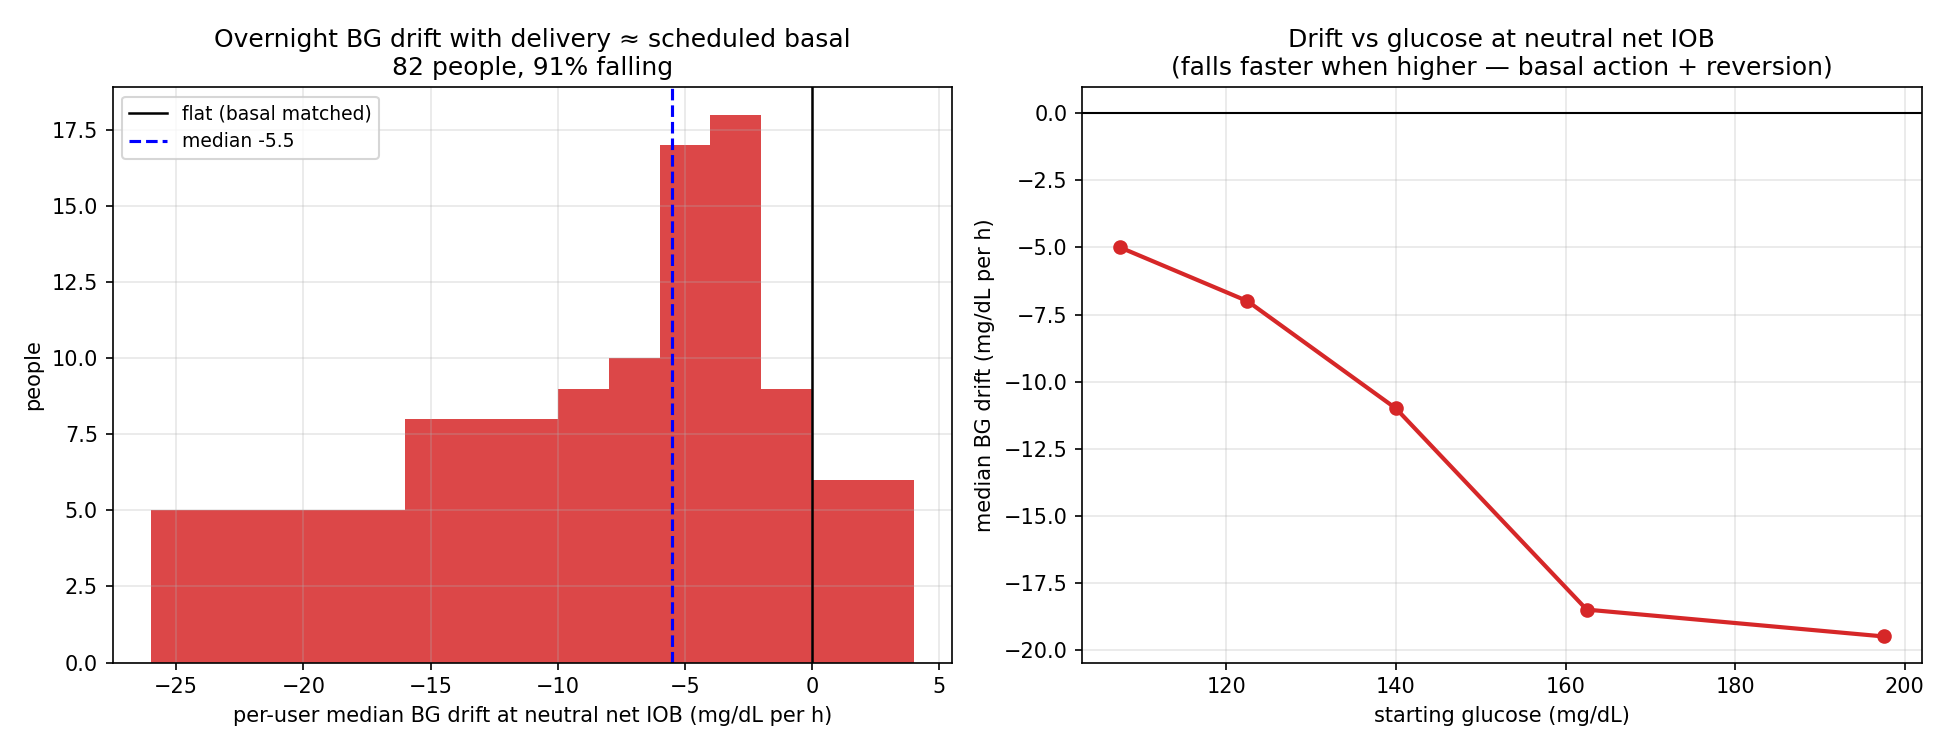 Overnight BG drift with delivery ≈ scheduled basal
82 people, 91% falling
flat (basal matched)
median -5.5
people
17.5
15.0
12.5
10.0
7.5
5.0
2.5
0.0
−25
−20
−15
−10
−5
0
5
per-user median BG drift at neutral net IOB (mg/dL per h)
Drift vs glucose at neutral net IOB
(falls faster when higher — basal action + reversion)
median BG drift (mg/dL per h)
0.0
−2.5
−5.0
−7.5
−10.0
−12.5
−15.0
−17.5
−20.0
120
140
160
180
200
starting glucose (mg/dL)